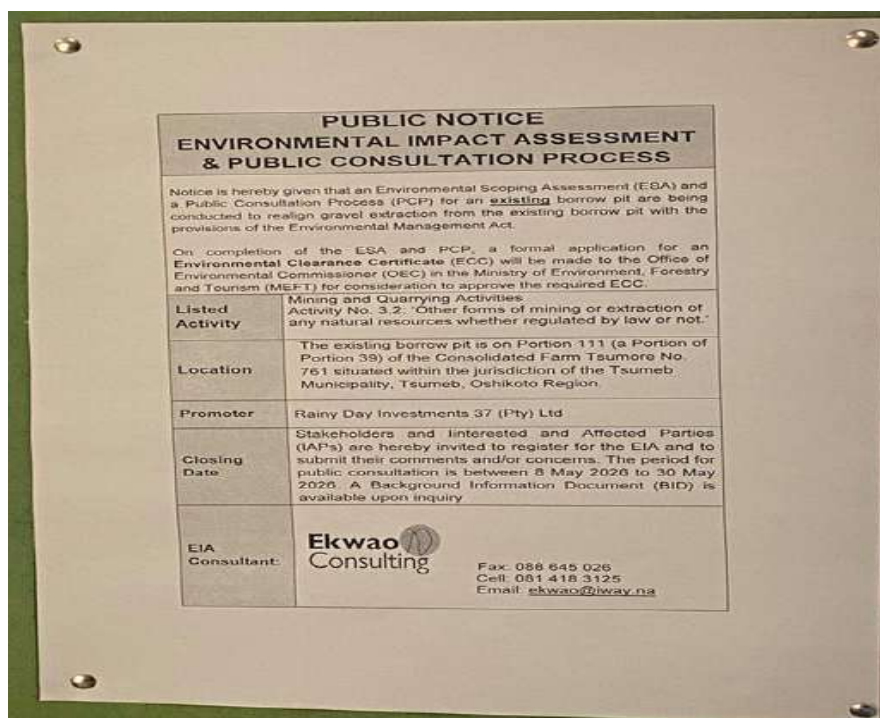 PUBLIC NOTICE
ENVIRONMENTAL IMPACT ASSESSMENT
& PUBLIC CONSULTATION PROCESS
Notice is hereby given that an Environmental Scoping Assessment (ESA) and
a Public Consultation Process (PCP) for an existing borrow pit are being
conducted to realign gravel extraction from the existing borrow pit with the
provisions of the Environmental Management Act.
On completion of the ESA and PCP, a formal application for an
Environmental Clearance Certificate (ECC) will be made to the Office of
Environmental Commissioner (OEC) in the Ministry of Environment, Forestry
and Tourism (MEFT) for consideration to approve the required ECC.
Listed
Activity
Mining and Quarrying Activities
Activity No. 3.2: 'Other forms of mining or extraction of
any natural resources whether regulated by law or not.'
Location
The existing borrow pit is on Portion 111 (a Portion of
Portion 39) of the Consolidated Farm Tsumore No.
761 situated within the jurisdiction of the Tsumeb
Municipality, Tsumeb, Oshikoto Region.
Promoter
Rainy Day Investments 37 (Pty) Ltd
Closing
Date
Stakeholders and Iinterested and Affected Parties
(IAPs) are hereby invited to register for the EIA and to
submit their comments and/or concerns. The period for
public consultation is between 8 May 2026 to 30 May
2026. A Background Information Document (BID) is
available upon inquiry
EIA
Consultant:
Ekwao
Consulting
Fax: 088 645 026
Cell: 081 418 3125
Email: ekwao@iway.na